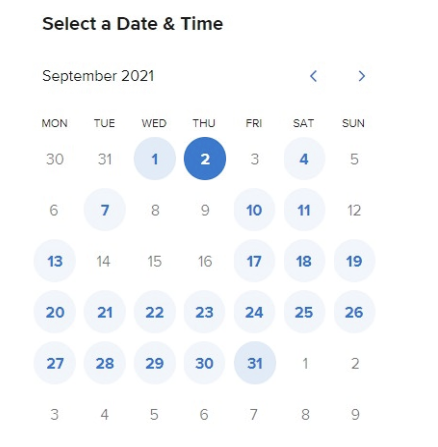 Select a Date & Time
September 2021 < >
MON TUE WED THU FRI SAT SUN
30 31 1 2 3 4 5
6 7 8 9 10 11 12
13 14 15 16 17 18 19
20 21 22 23 24 25 26
27 28 29 30 31 1 2
3 4 5 6 7 8 9